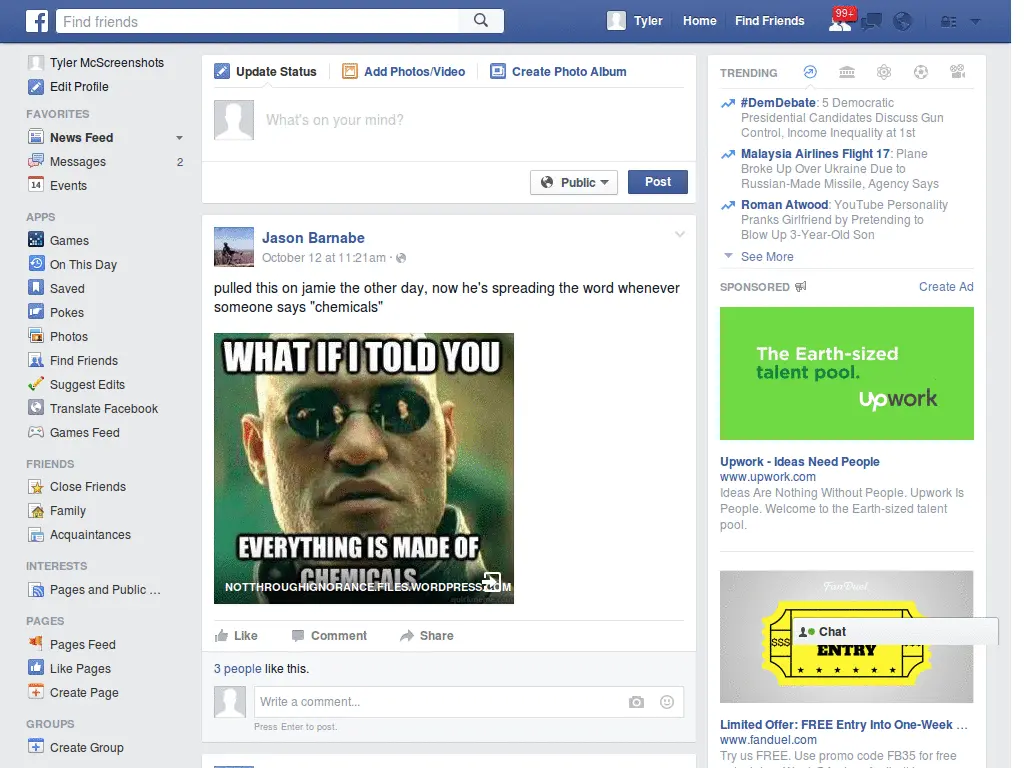 f
Find friends
Tyler
Home
Find Friends
99+
Tyler McScreenshots
Edit Profile
FAVORITES
News Feed
Messages
2
14
Events
APPS
Games
On This Day
Saved
Pokes
Photos
Find Friends
Suggest Edits
Translate Facebook
Games Feed
FRIENDS
Close Friends
Family
Acquaintances
INTERESTS
Pages and Public ...
PAGES
Pages Feed
Like Pages
Create Page
GROUPS
Create Group
Update Status
Add Photos/Video
Create Photo Album
What's on your mind?
Public
Post
Jason Barnabe
October 12 at 11:21am ·
pulled this on jamie the other day, now he's spreading the word whenever
someone says "chemicals"
WHAT IF I TOLD YOU
EVERYTHING IS MADE OF
CHEMICALS
NOTTHROUGHIGNORANCE.FILES.WORDPRESS.COM
Like
Comment
Share
3 people like this.
Write a comment...
Press Enter to post.
TRENDING
#DemDebate: 5 Democratic
Presidential Candidates Discuss Gun
Control, Income Inequality at 1st
Malaysia Airlines Flight 17: Plane
Broke Up Over Ukraine Due to
Russian-Made Missile, Agency Says
Roman Atwood: YouTube Personality
Pranks Girlfriend by Pretending to
Blow Up 3-Year-Old Son
See More
SPONSORED
Create Ad
The Earth-sized
talent pool.
Upwork
Upwork - Ideas Need People
www.upwork.com
Ideas Are Nothing Without People. Upwork Is
People. Welcome to the Earth-sized talent
pool.
FanDuel
$$$
Chat
ENTRY
Limited Offer: FREE Entry Into One-Week ...
www.fanduel.com
Try us FREE. Use promo code FB35 for free